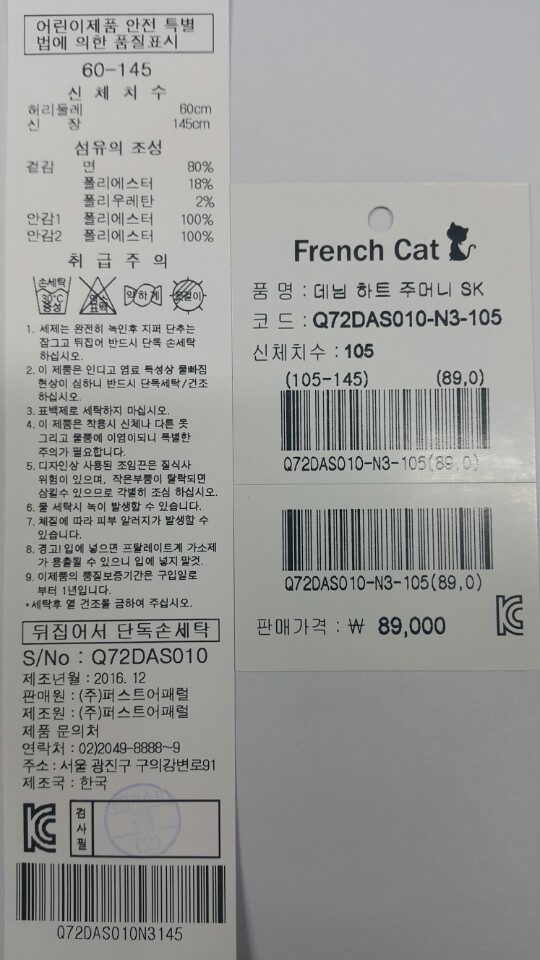 어린이제품 안전 특별
법에 의한 품질표시
60-145
신 체 치 수
허리둘레 60cm
신 장 145cm
섬유의 조성
겉감 면 80%
폴리에스터 18%
폴리우레탄 2%
안감1 폴리에스터 100%
안감2 폴리에스터 100%
취 급 주 의
손세탁
30°C
중성
염소
표백
약하게
옷걸이
1. 세제는 완전히 녹인후 지퍼 단추는
잠그고 뒤집어 반드시 단독 손세탁
하십시오.
2. 이 제품은 인디고 염료 특성상 물빠짐
현상이 심하니 반드시 단독세탁/건조
하십시오.
3. 표백제로 세탁하지 마십시오.
4. 이 제품은 착용시 신체나 다른 옷
그리고 물품에 이염이되니 특별한
주의가 필요합니다.
5. 디자인상 사용된 조임끈은 질식사
위험이 있으며, 작은부품이 탈락되면
삼킬수 있으므로 각별히 조심 하십시오.
6. 물 세탁시 녹이 발생할 수 있습니다.
7. 체질에 따라 피부 알러지가 발생할 수
있습니다.
8. 경고! 입에 넣으면 프탈레이트계 가소제
가 용출될 수 있으니 입에 넣지 말것.
9. 이제품의 품질보증기간은 구입일로
부터 1년입니다.
*세탁후 열 건조를 금하여 주십시오.
뒤집어서 단독손세탁
S/No : Q72DAS010
제조년월 : 2016. 12
판매원 : (주)퍼스트어패럴
제조원 : (주)퍼스트어패럴
제품 문의처
연락처 : 02)2049-8888~9
주소 : 서울 광진구 구의강변로91
제조국 : 한국
검사필
Q72DAS010N3145
French Cat
품 명 : 데님 하트 주머니 SK
코 드 : Q72DAS010-N3-105
신체치수 : 105
(105-145) (89,0)
Q72DAS010-N3-105(89,0)
Q72DAS010-N3-105(89,0)
판매가격 : ₩ 89,000